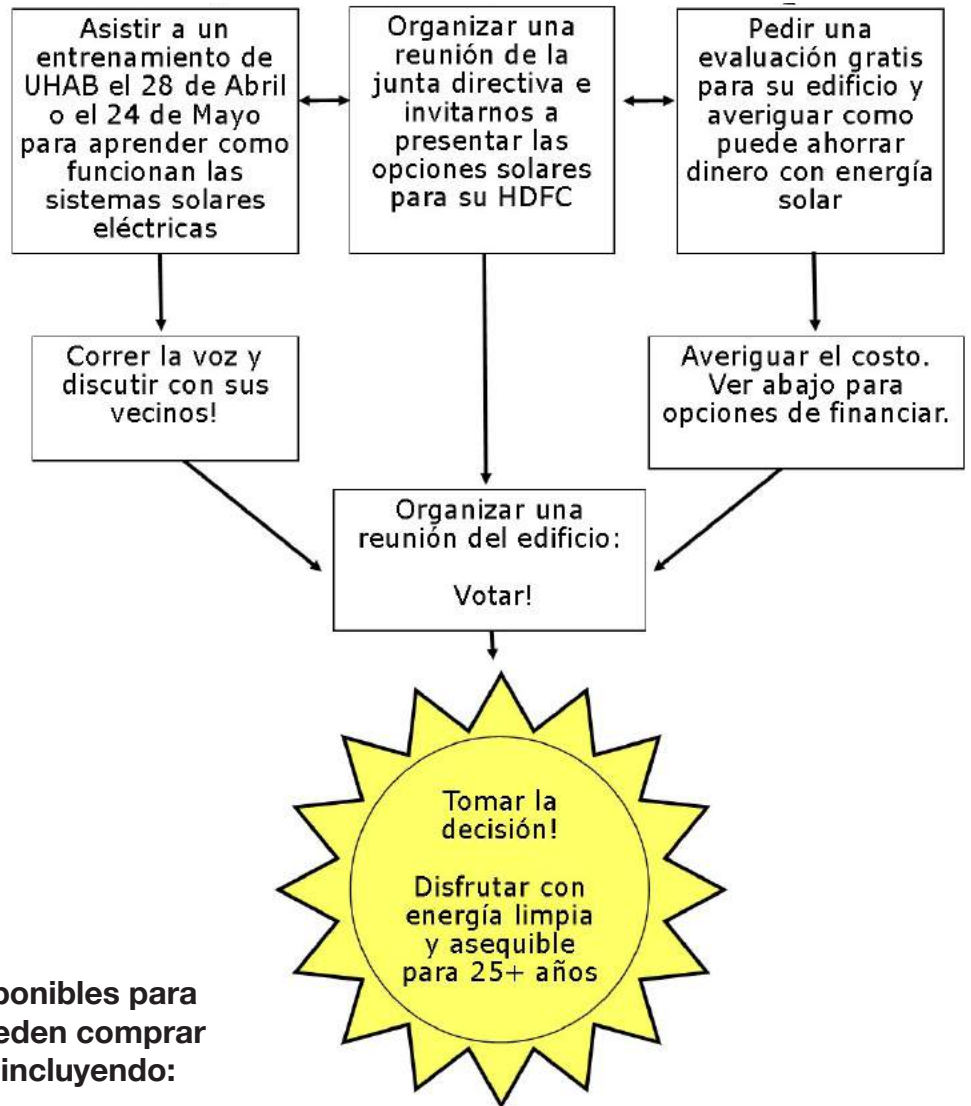 Asistir a un
entrenamiento de
UHAB el 28 de Abril
o el 24 de Mayo
para aprender como
funcionan las
sistemas solares
eléctricas
Organizar una
reunión de la
junta directiva e
invitarnos a
presentar las
opciones solares
para su HDFC
Pedir una
evaluación gratis
para su edificio y
averiguar como
puede ahorrar
dinero con energía
solar
Correr la voz y
discutir con sus
vecinos!
Averiguar el costo.
Ver abajo para
opciones de financiar.
Organizar una
reunión del edificio:
Votar!
Tomar la
decisión!
Disfrutar con
energía limpia
y asequible
para 25+ años
ponibles para
eden comprar
incluyendo: